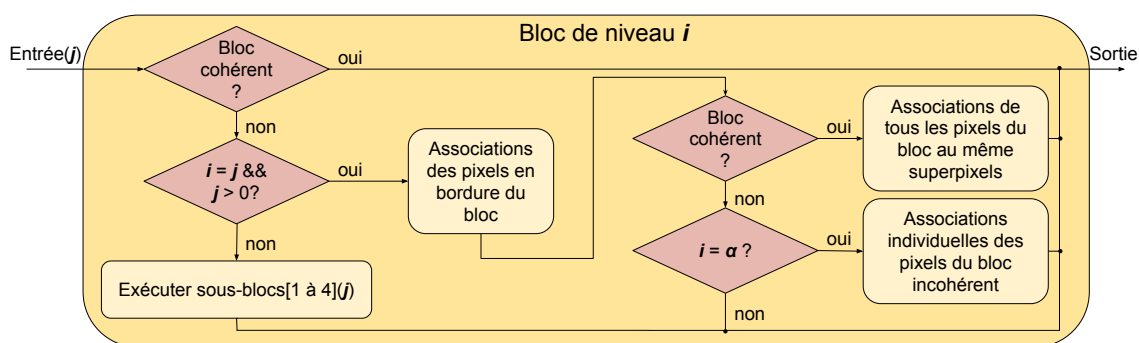 Bloc de niveau i
Entrée(j)
Bloc
cohérent
?
oui
Sortie
non
i = j &&
j > 0?
oui
Associations
des pixels en
bordure du
bloc
non
Exécuter sous-blocs[1 à 4](j)
Bloc
cohérent
?
oui
Associations de
tous les pixels du
bloc au même
superpixels
non
i = α ?
oui
Associations
individuelles des
pixels du bloc
incohérent
non